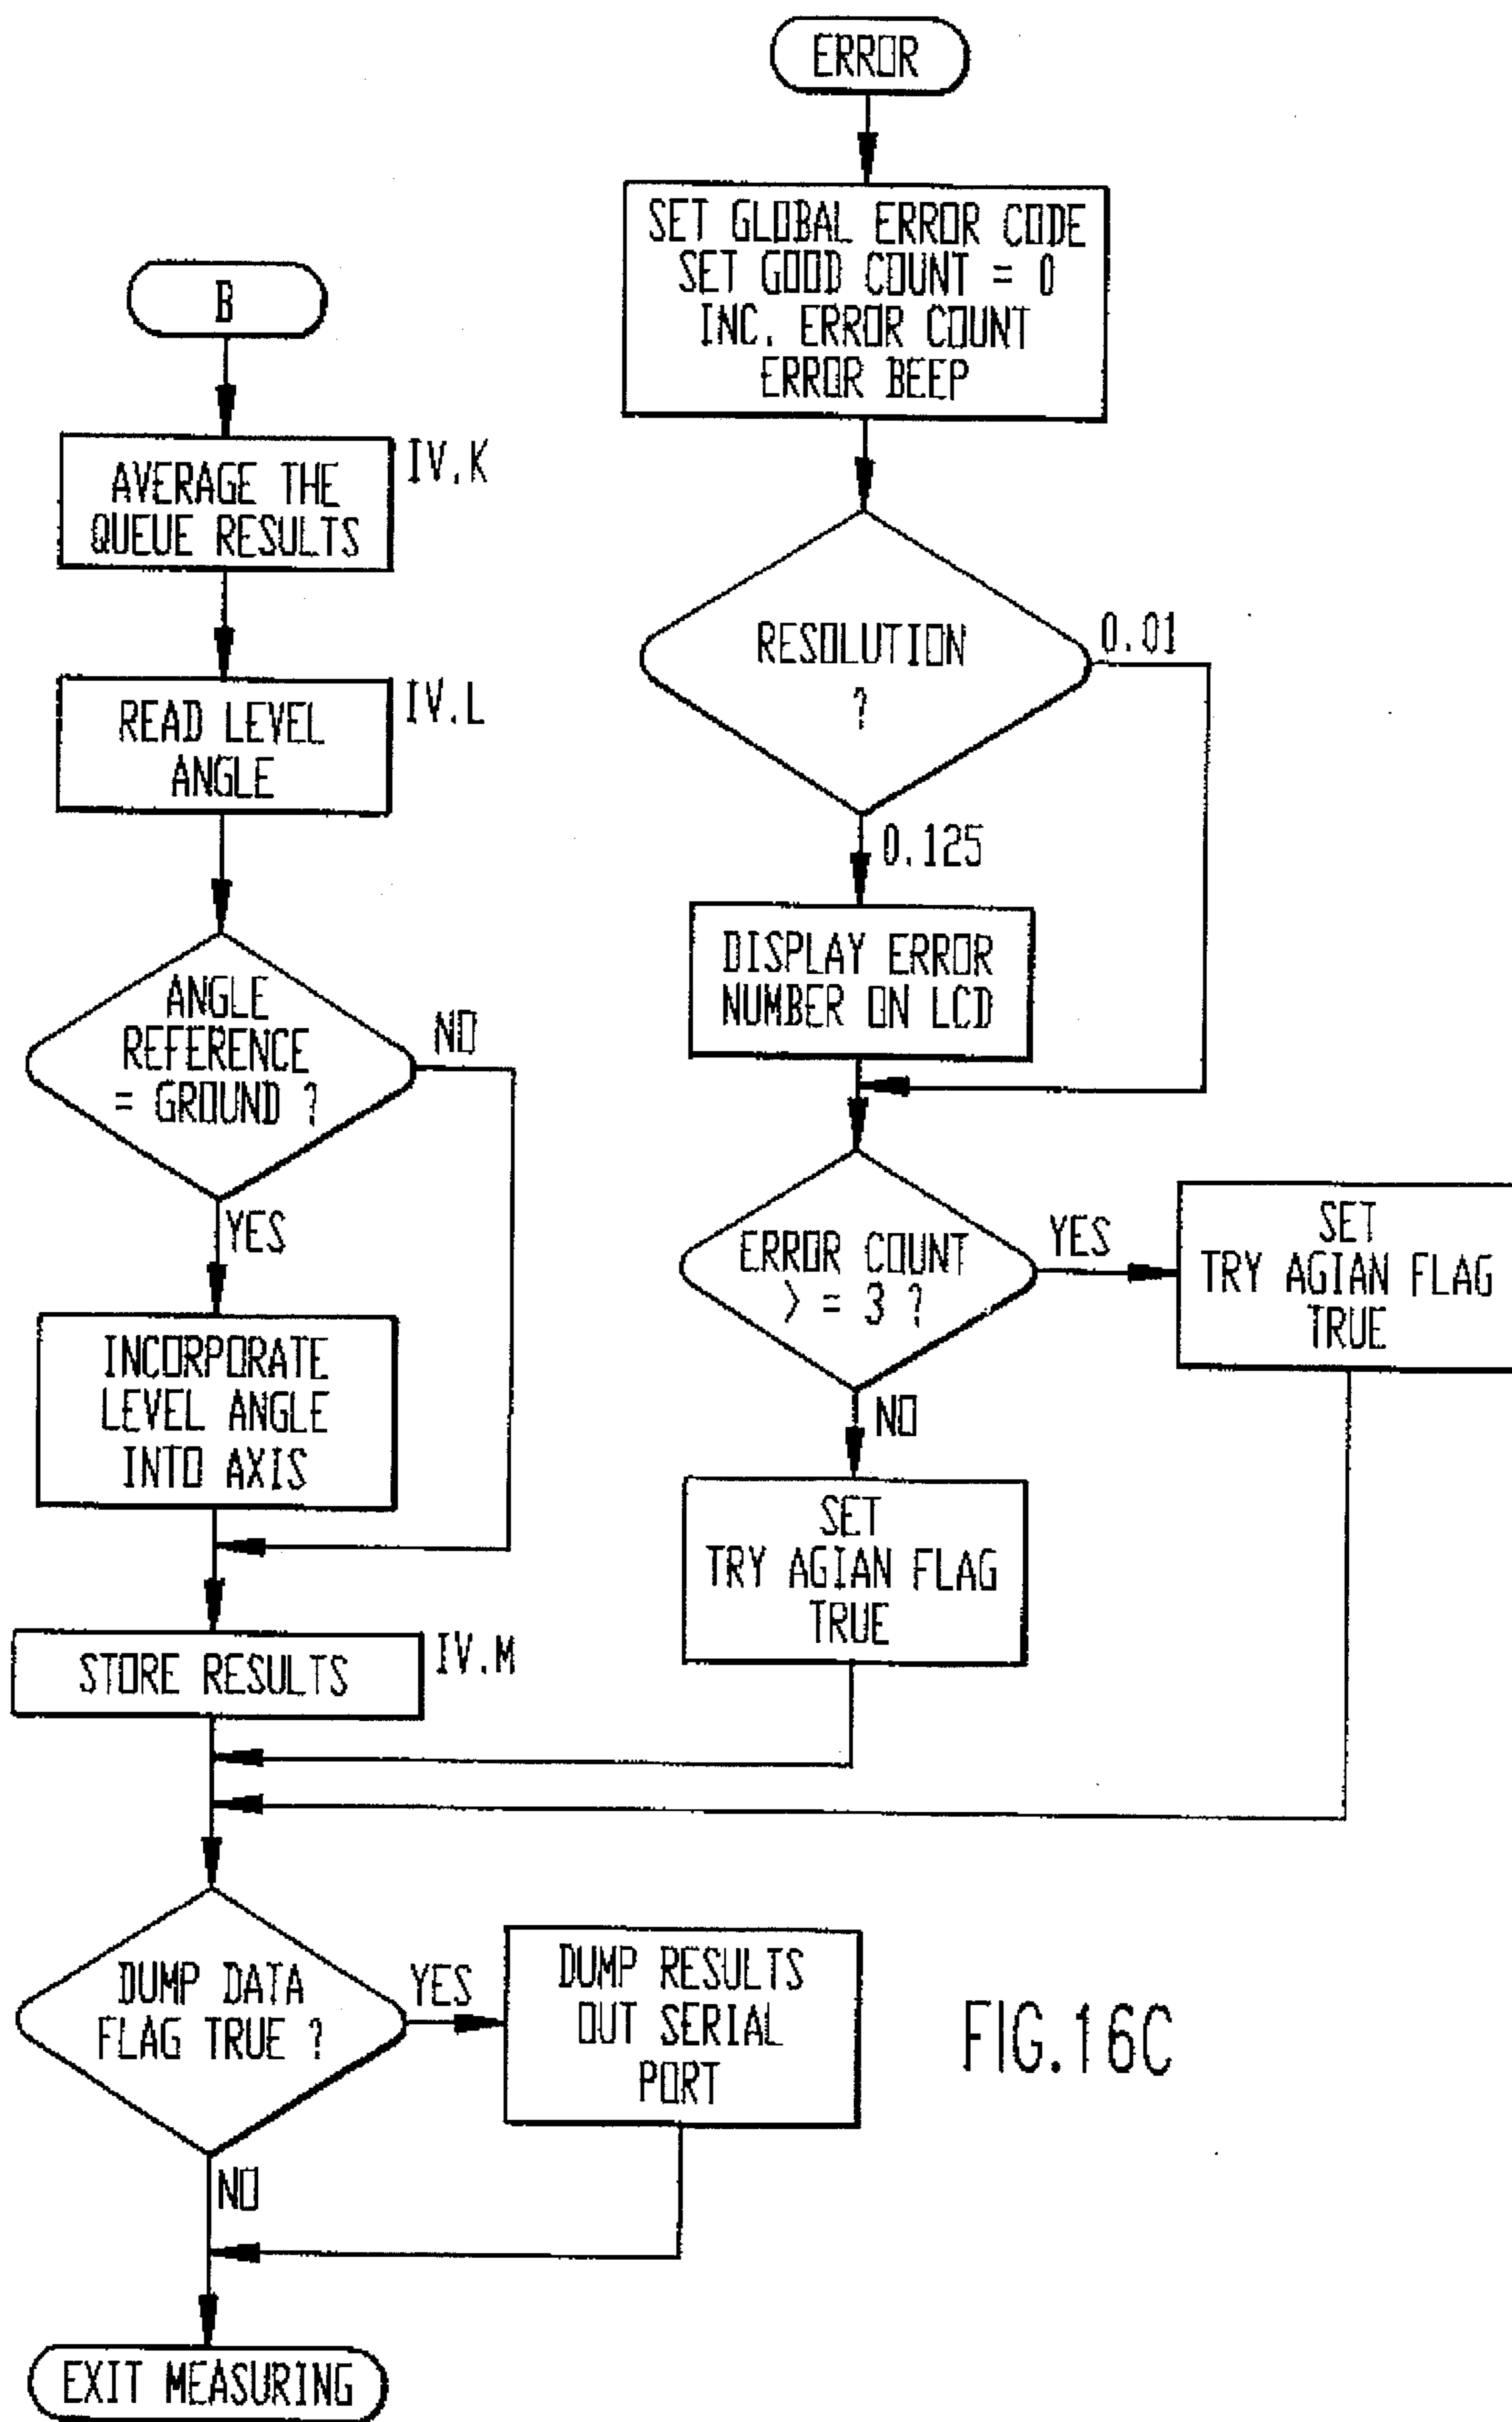 B
AVERAGE THE
QUEUE RESULTS
IV.K
READ LEVEL
ANGLE
IV.L
ANGLE
REFERENCE
= GROUND ?
NO
YES
INCORPORATE
LEVEL ANGLE
INTO AXIS
STORE RESULTS
IV.M
DUMP DATA
FLAG TRUE ?
YES
DUMP RESULTS
OUT SERIAL
PORT
NO
EXIT MEASURING
ERROR
SET GLOBAL ERROR CODE
SET GOOD COUNT = 0
INC. ERROR COUNT
ERROR BEEP
RESOLUTION
?
0.01
0.125
DISPLAY ERROR
NUMBER ON LCD
ERROR COUNT
> = 3 ?
YES
SET
TRY AGIAN FLAG
TRUE
NO
SET
TRY AGIAN FLAG
TRUE
FIG.16C